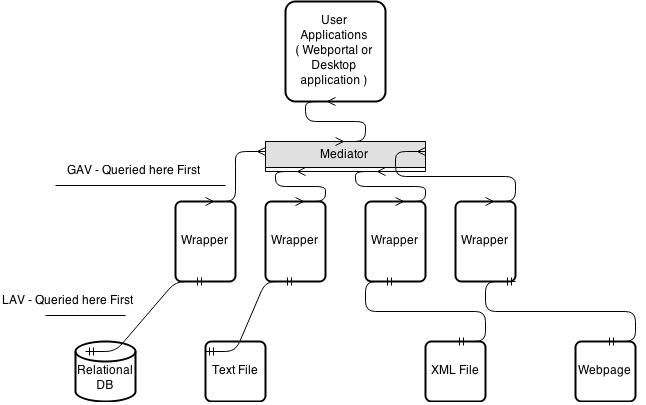 User
Applications
( Webportal or
Desktop
application )
Mediator
GAV - Queried here First
Wrapper
Wrapper
Wrapper
Wrapper
LAV - Queried here First
Relational
DB
Text File
XML File
Webpage